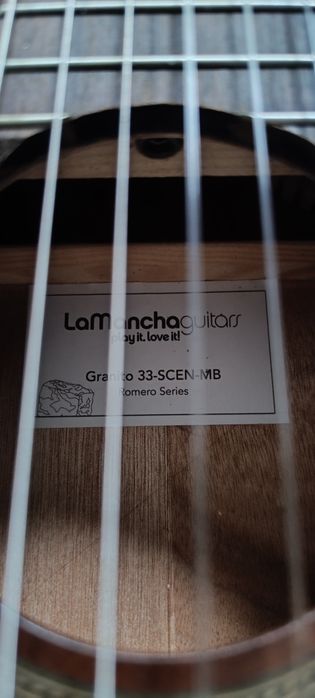 LaManchaguitars
play it. love it!
Granito 33-SCEN-MB
Romero Series